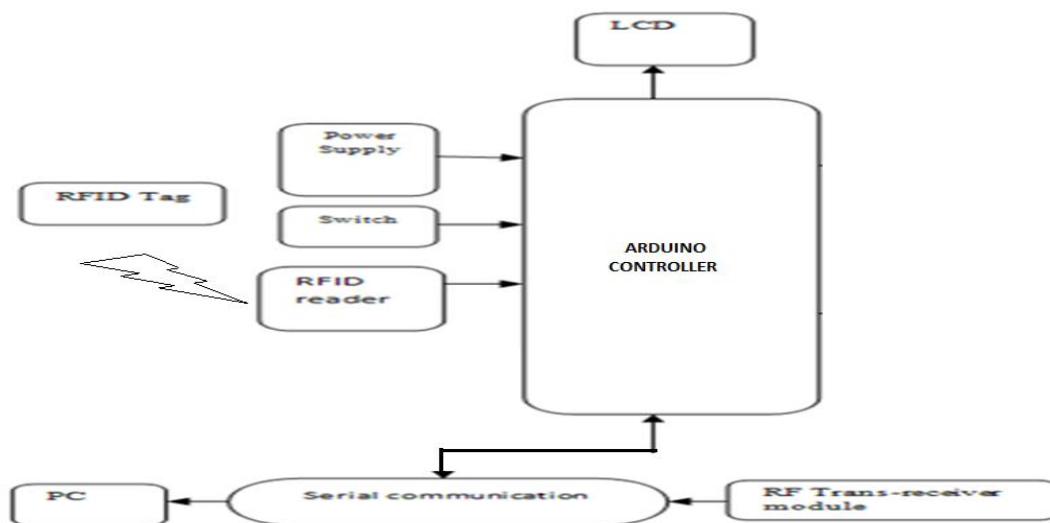 LCD
Power
Supply
RFID Tag
Switch
ARDUINO
CONTROLLER
RFID
reader
PC
Serial communication
RF Trans-receiver
module